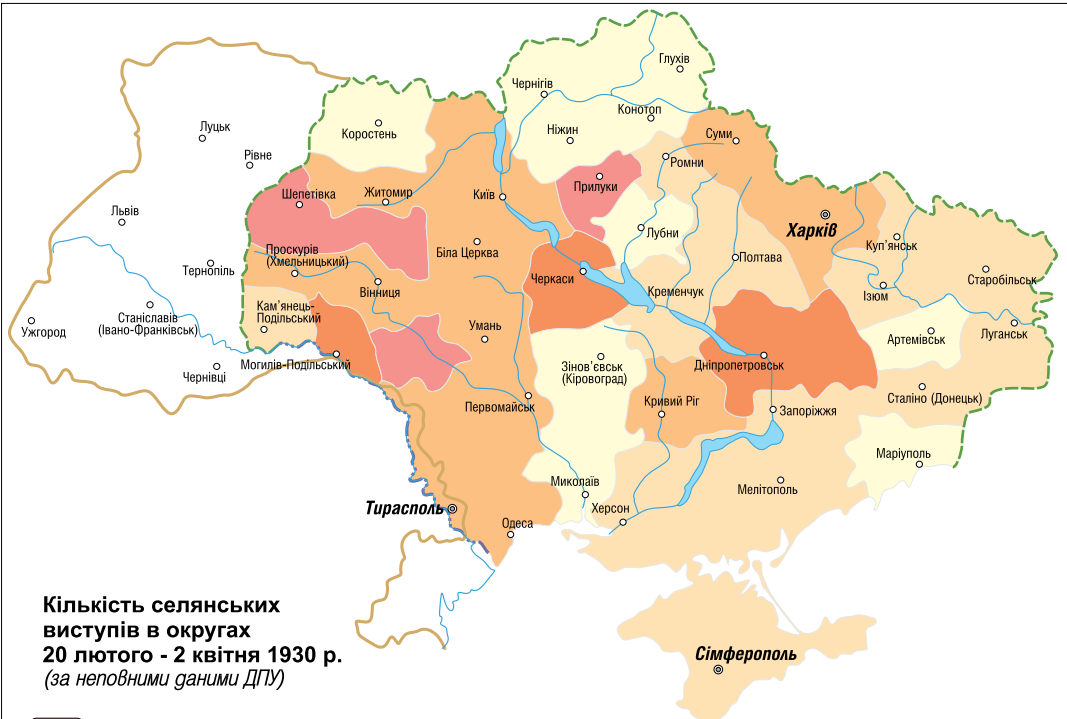 Глухів
Чернігів
Конотоп
Ніжин
Коростень
Луцьк
Рівне
Суми
Ромни
Прилуки
Шепетівка
Житомир
Київ
Львів
Лубни
Харків
Проскурів
(Хмельницький)
Біла Церква
Куп’янськ
Тернопіль
Полтава
Черкаси
Старобільськ
Вінниця
Кременчук
Ізюм
Кам’янець-
Подільський
Станіславів
(Івано-Франківськ)
Ужгород
Умань
Луганськ
Артемівськ
Могилів-Подільський
Чернівці
Зінов’євськ
(Кіровоград)
Дніпропетровськ
Первомайськ
Кривий Ріг
Сталіно (Донецьк)
Запоріжжя
Маріуполь
Миколаїв
Мелітополь
Тирасполь
Херсон
Одеса
Кількість селянських
виступів в округах
20 лютого - 2 квітня 1930 р.
(за неповними даними ДПУ)
Сімферополь